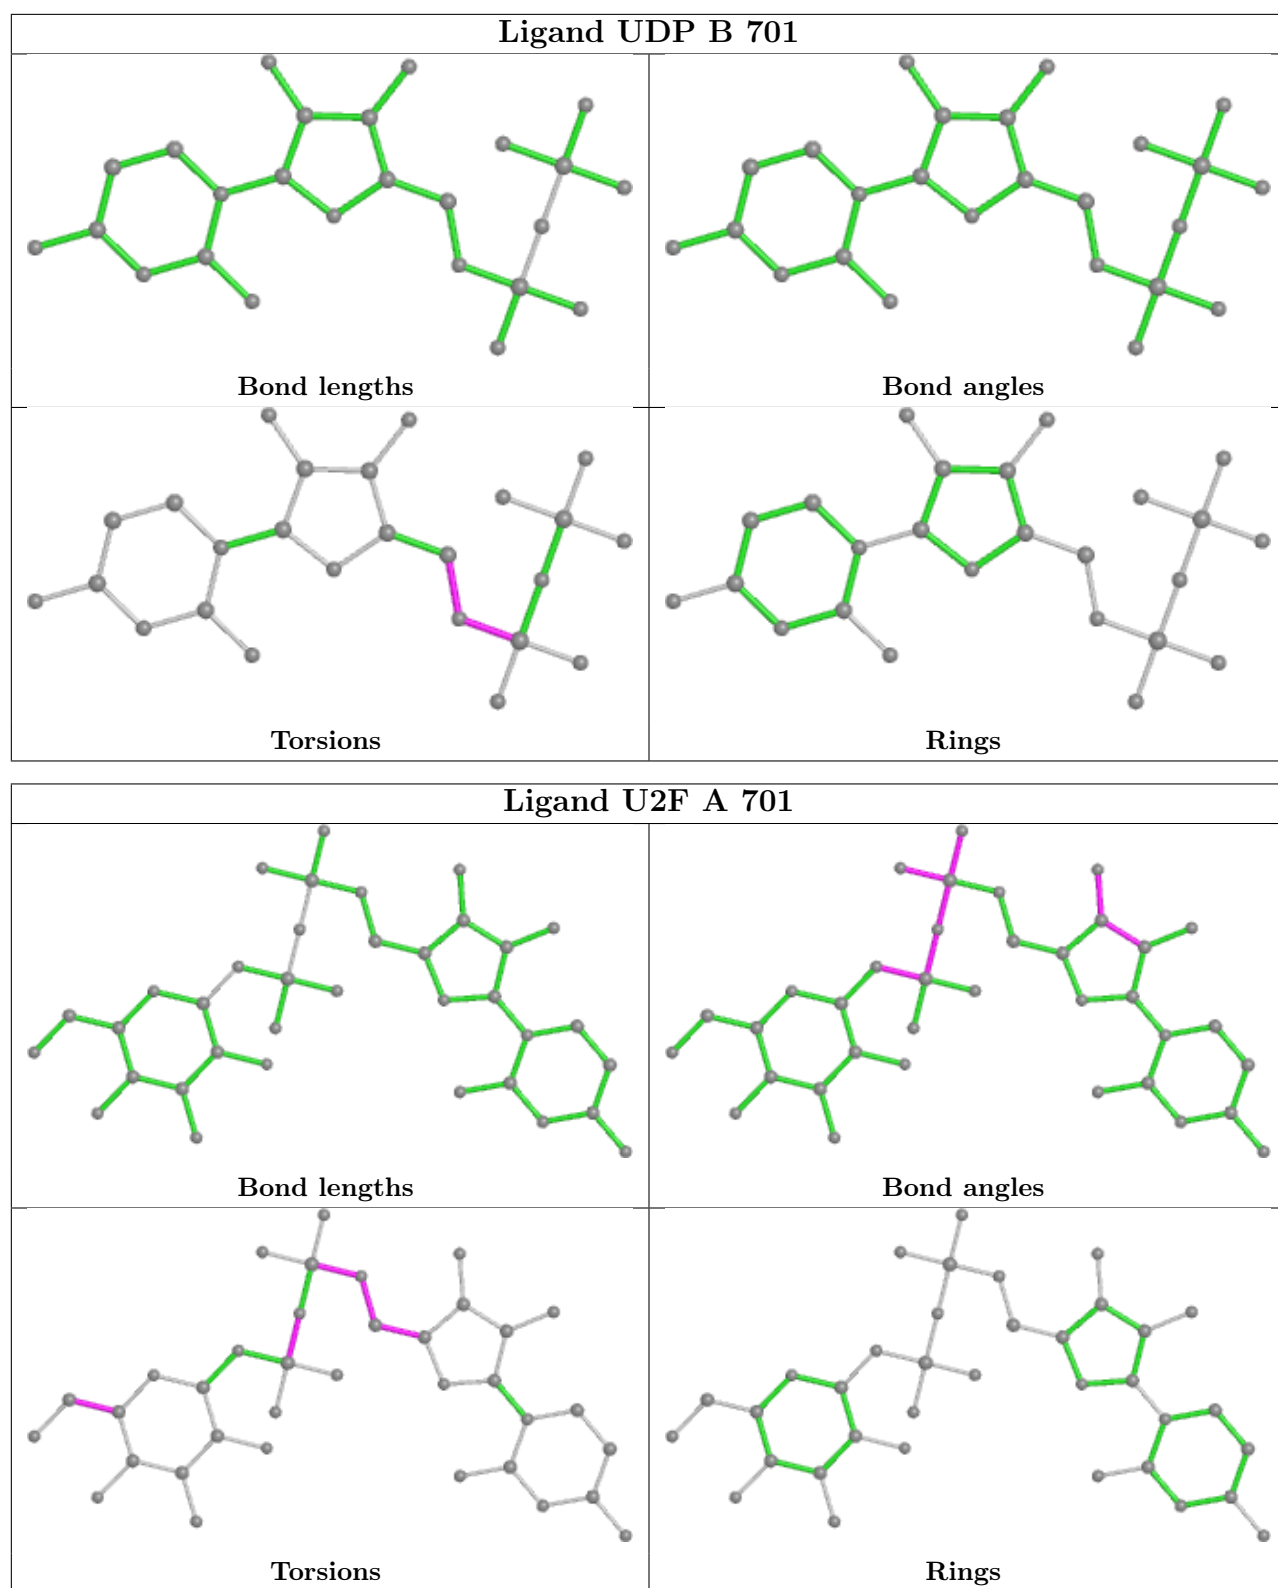 Ligand UDP B 701
Bond lengths
Bond angles
Torsions
Rings
Ligand U2F A 701
Bond lengths
Bond angles
Torsions
Rings